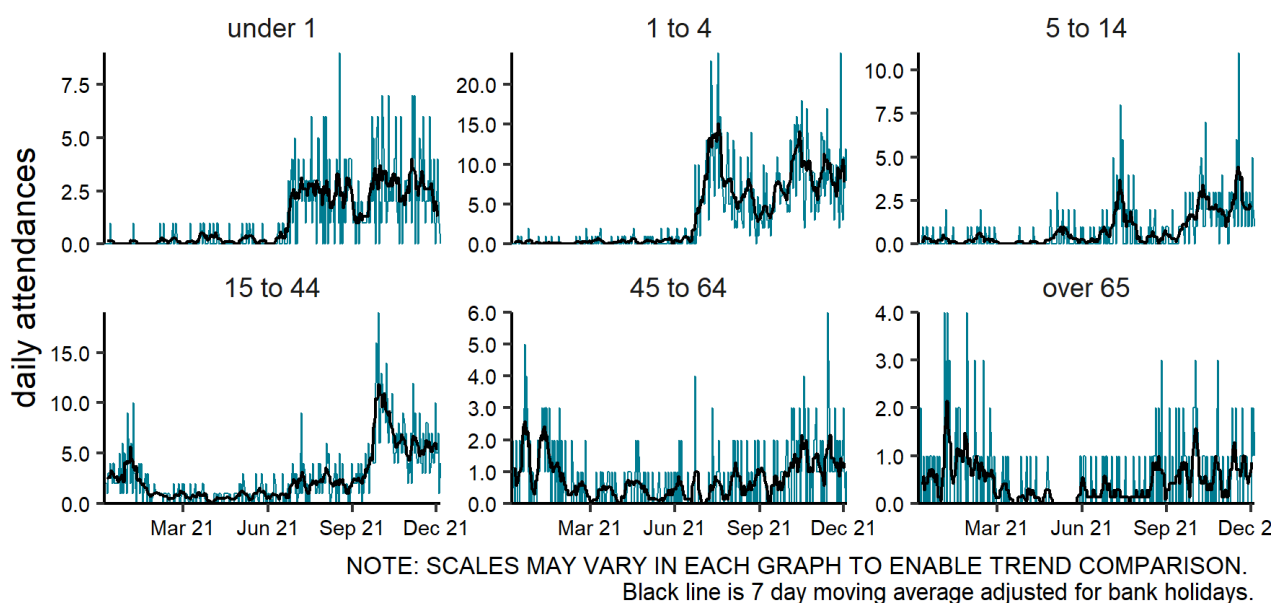 under 1
1 to 4
5 to 14
7.5
5.0
2.5
0.0
20.0
15.0
10.0
5.0
0.0
10.0
7.5
5.0
2.5
0.0
daily attendances
15 to 44
45 to 64
over 65
15.0
10.0
5.0
0.0
6.0
5.0
4.0
3.0
2.0
1.0
0.0
4.0
3.0
2.0
1.0
0.0
Mar 21 Jun 21 Sep 21 Dec 21
Mar 21 Jun 21 Sep 21 Dec 21
Mar 21 Jun 21 Sep 21 Dec 2
NOTE: SCALES MAY VARY IN EACH GRAPH TO ENABLE TREND COMPARISON.
Black line is 7 day moving average adjusted for bank holidays.